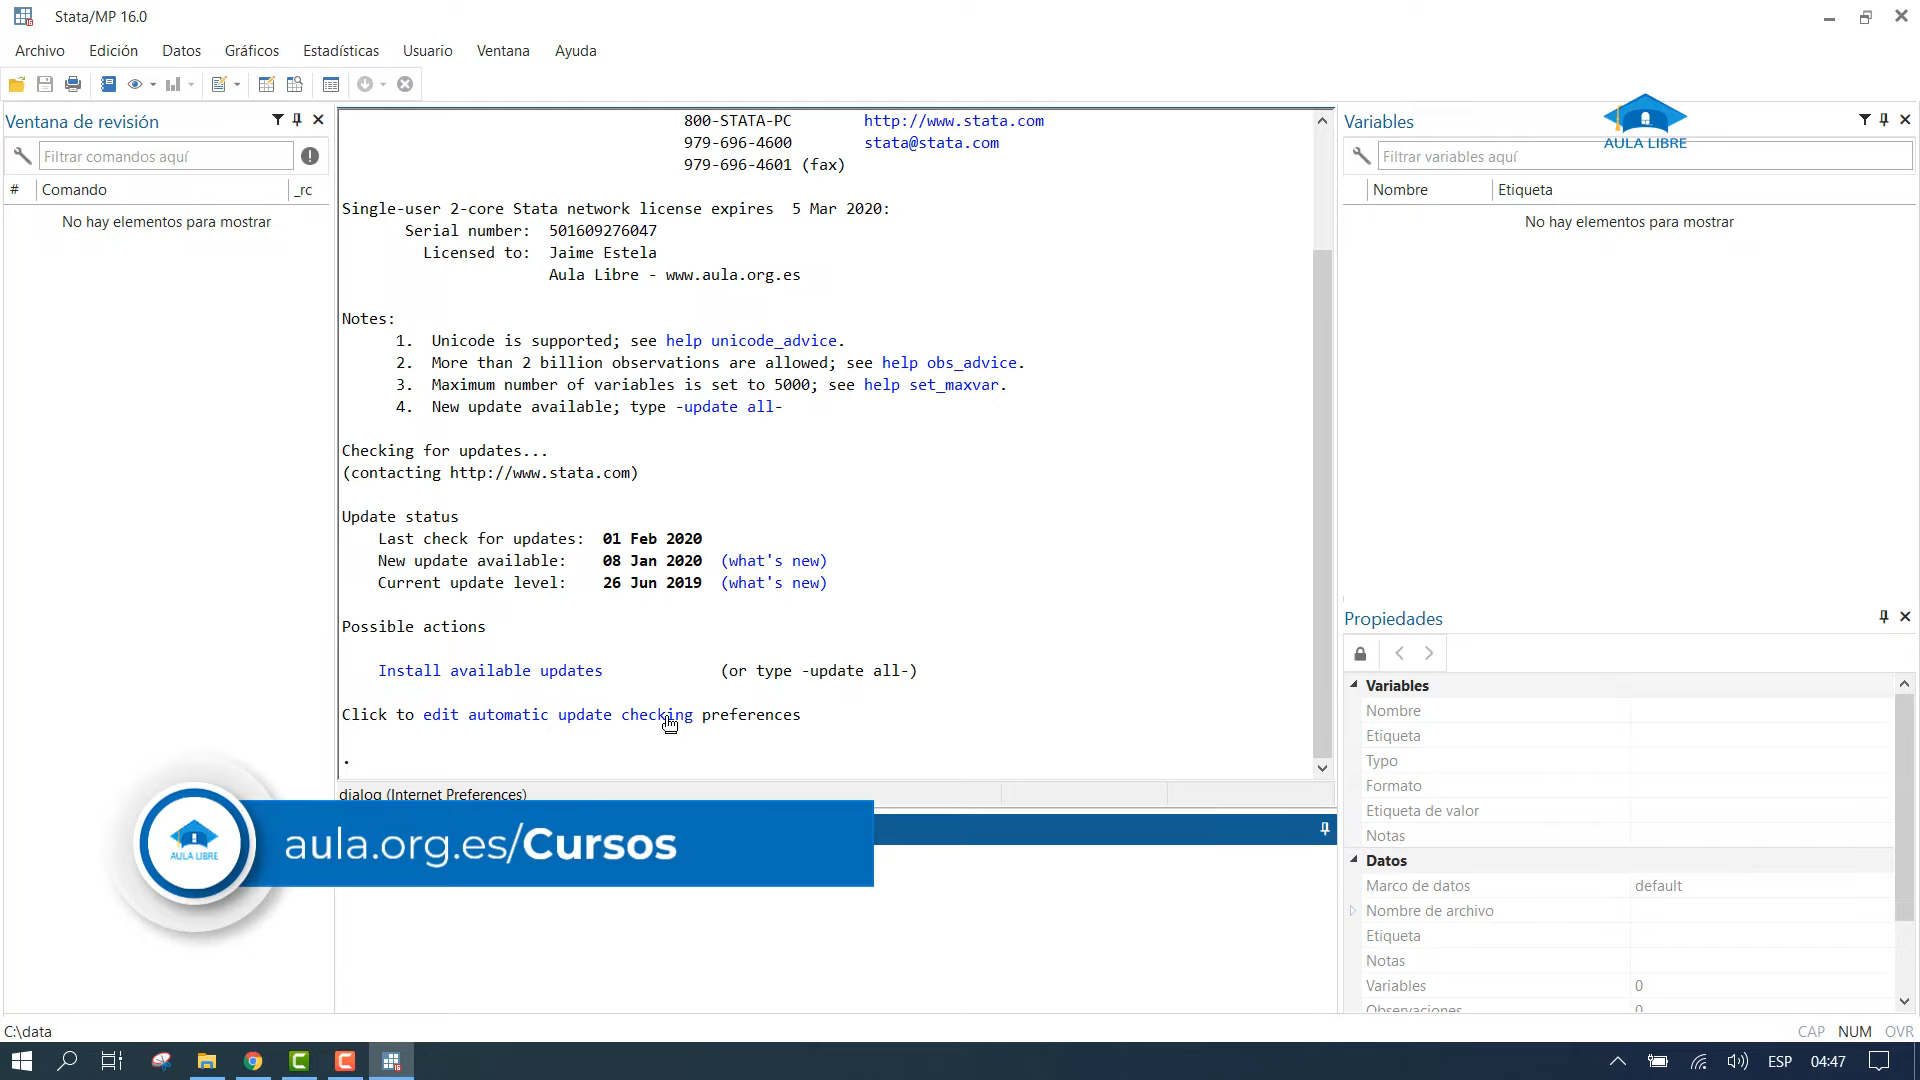 Stata/MP 16.0
Archivo Edición Datos Gráficos Estadísticas Usuario Ventana Ayuda
Ventana de revisión
Filtrar comandos aquí
# Comando _rc
No hay elementos para mostrar
800-STATA-PC http://www.stata.com
979-696-4600 stata@stata.com
979-696-4601 (fax)
Single-user 2-core Stata network license expires 5 Mar 2020:
Serial number: 501609276047
Licensed to: Jaime Estela
Aula Libre - www.aula.org.es
Notes:
1. Unicode is supported; see help unicode_advice.
2. More than 2 billion observations are allowed; see help obs_advice.
3. Maximum number of variables is set to 5000; see help set_maxvar.
4. New update available; type -update all-
Checking for updates...
(contacting http://www.stata.com)
Update status
Last check for updates: 01 Feb 2020
New update available: 08 Jan 2020 (what's new)
Current update level: 26 Jun 2019 (what's new)
Possible actions
Install available updates (or type -update all-)
Click to edit automatic update checking preferences
.
dialog (Internet Preferences)
AULA LIBRE
aula.org.es/Cursos
Variables
AULA LIBRE
Filtrar variables aquí
Nombre Etiqueta
No hay elementos para mostrar
Propiedades
Variables
Nombre
Etiqueta
Typo
Formato
Etiqueta de valor
Notas
Datos
Marco de datos default
Nombre de archivo
Etiqueta
Notas
Variables 0
Observaciones 0
C:\data
CAP NUM OVR
ESP 04:47